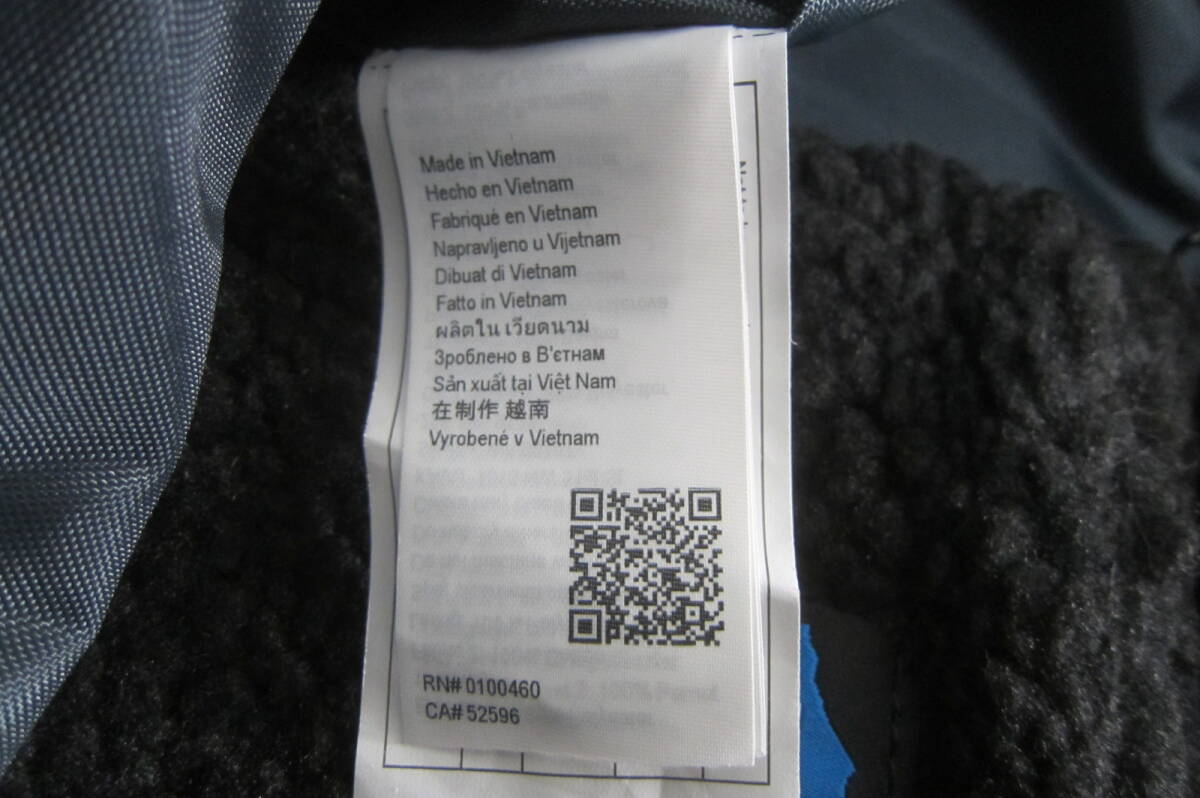 Made in Vietnam
Hecho en Vietnam
Fabriqué en Vietnam
Napravljeno u Vijetnam
Dibuat di Vietnam
Fatto in Vietnam
ผลิตใน เวียดนาม
Зроблено в В'єтнам
Sản xuất tại Việt Nam
在制作 越南
Vyrobené v Vietnam
RN# 0100460
CA# 52596